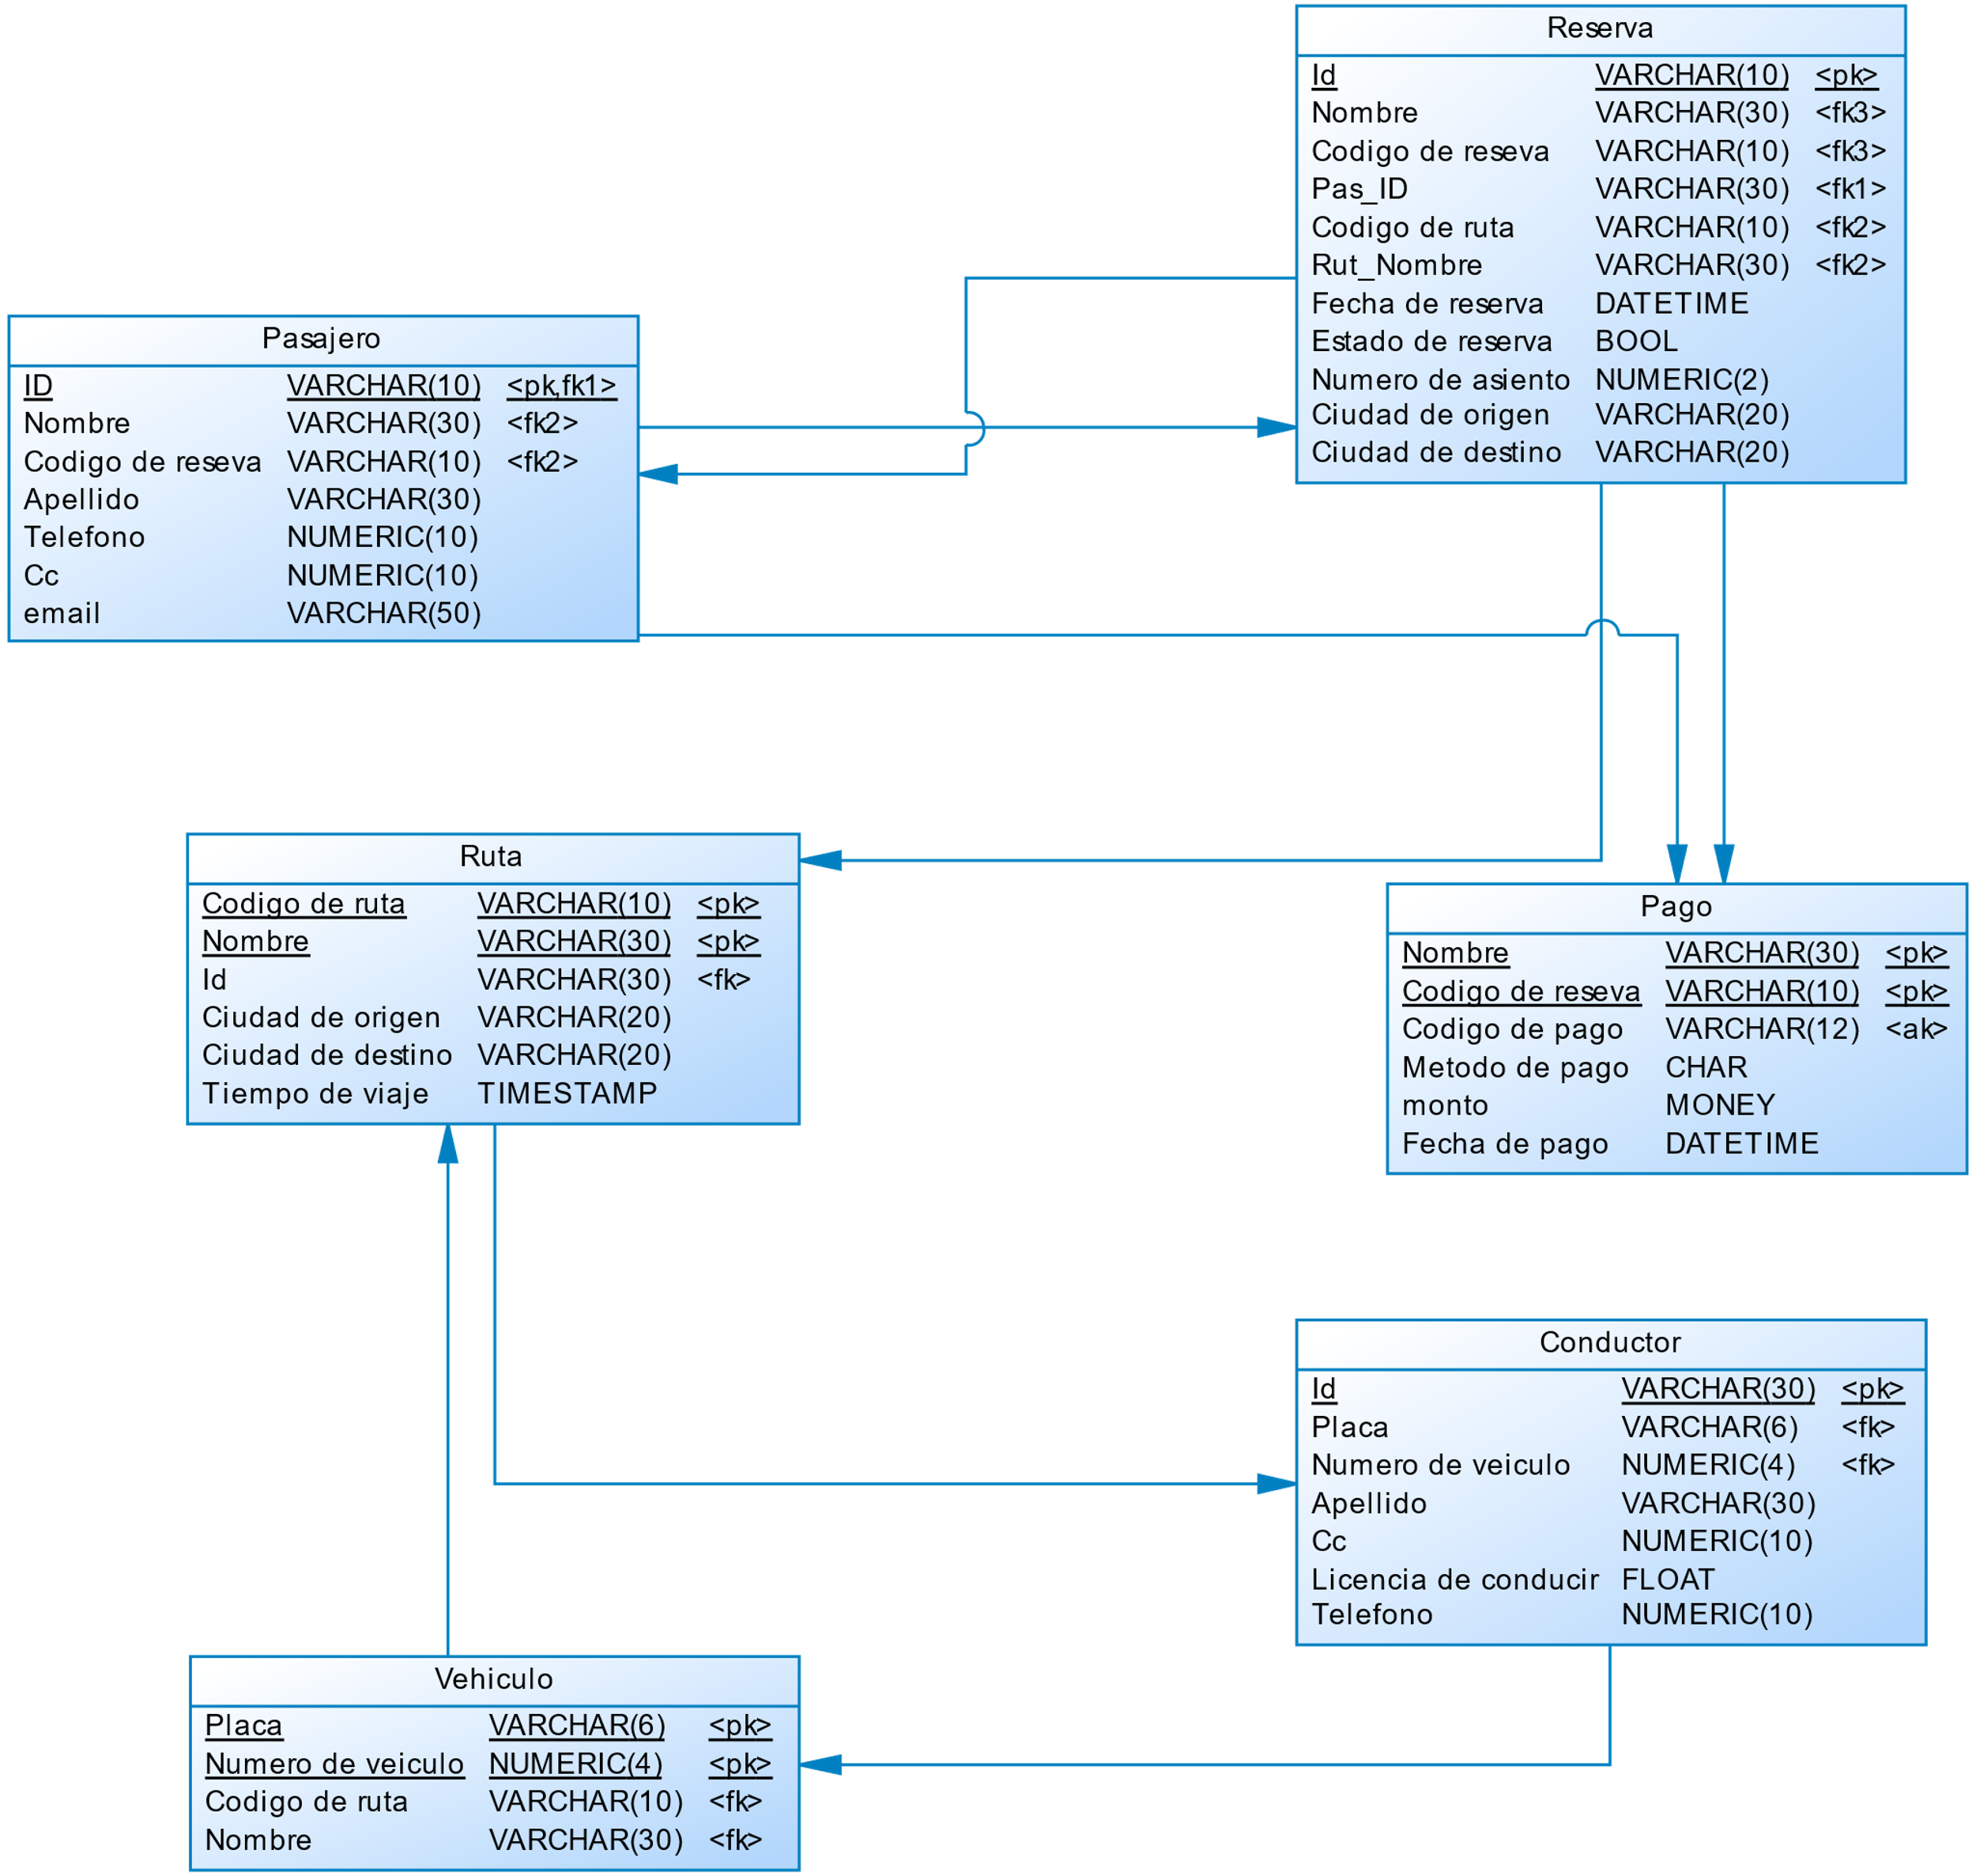 Reserva
Id VARCHAR(10) <pk>
Nombre VARCHAR(30) <fk3>
Codigo de reseva VARCHAR(10) <fk3>
Pas_ID VARCHAR(30) <fk1>
Codigo de ruta VARCHAR(10) <fk2>
Rut_Nombre VARCHAR(30) <fk2>
Fecha de reserva DATETIME
Estado de reserva BOOL
Numero de asiento NUMERIC(2)
Ciudad de origen VARCHAR(20)
Ciudad de destino VARCHAR(20)
Pasajero
ID VARCHAR(10) <pk,fk1>
Nombre VARCHAR(30) <fk2>
Codigo de reseva VARCHAR(10) <fk2>
Apellido VARCHAR(30)
Telefono NUMERIC(10)
Cc NUMERIC(10)
email VARCHAR(50)
Ruta
Codigo de ruta VARCHAR(10) <pk>
Nombre VARCHAR(30) <pk>
Id VARCHAR(30) <fk>
Ciudad de origen VARCHAR(20)
Ciudad de destino VARCHAR(20)
Tiempo de viaje TIMESTAMP
Pago
Nombre VARCHAR(30) <pk>
Codigo de reseva VARCHAR(10) <pk>
Codigo de pago VARCHAR(12) <ak>
Metodo de pago CHAR
monto MONEY
Fecha de pago DATETIME
Conductor
Id VARCHAR(30) <pk>
Placa VARCHAR(6) <fk>
Numero de veiculo NUMERIC(4) <fk>
Apellido VARCHAR(30)
Cc NUMERIC(10)
Licencia de conducir FLOAT
Telefono NUMERIC(10)
Vehiculo
Placa VARCHAR(6) <pk>
Numero de veiculo NUMERIC(4) <pk>
Codigo de ruta VARCHAR(10) <fk>
Nombre VARCHAR(30) <fk>